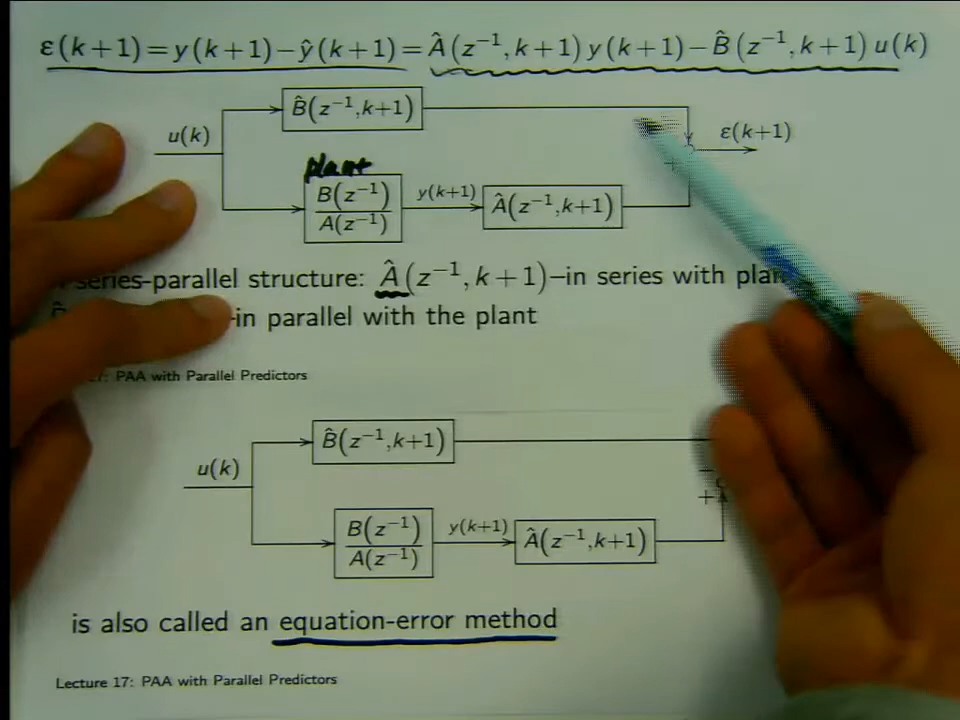 ε(k+1)=y(k+1)−ŷ(k+1)=Â(z⁻¹,k+1)y(k+1)−B̂(z⁻¹,k+1)u(k)
B̂(z⁻¹,k+1)
u(k)
ε(k+1)
plant
+
B(z⁻¹)
A(z⁻¹)
y(k+1)
Â(z⁻¹,k+1)
series-parallel structure: Â(z⁻¹,k+1)–in series with
–in parallel with the plant
7: PAA with Parallel Predictors
B̂(z⁻¹,k+1)
u(k)
−
+
B(z⁻¹)
A(z⁻¹)
y(k+1)
Â(z⁻¹,k+1)
is also called an equation-error method
Lecture 17: PAA with Parallel Predictors